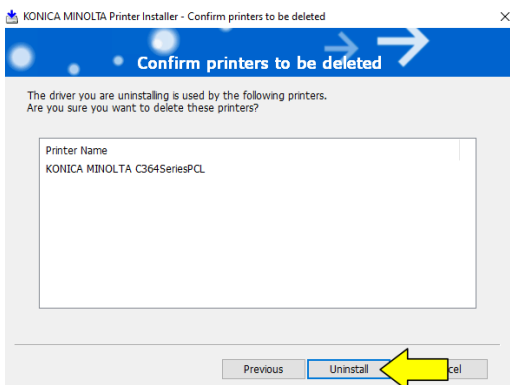 KONICA MINOLTA Printer Installer - Confirm printers to be deleted
Confirm printers to be deleted
The driver you are uninstaling is used by the following printers.
Are you sure you want to delete these printers?
Printer Name
KONICA MINOLTA C364SeriesPCL
Previous Uninstall cel